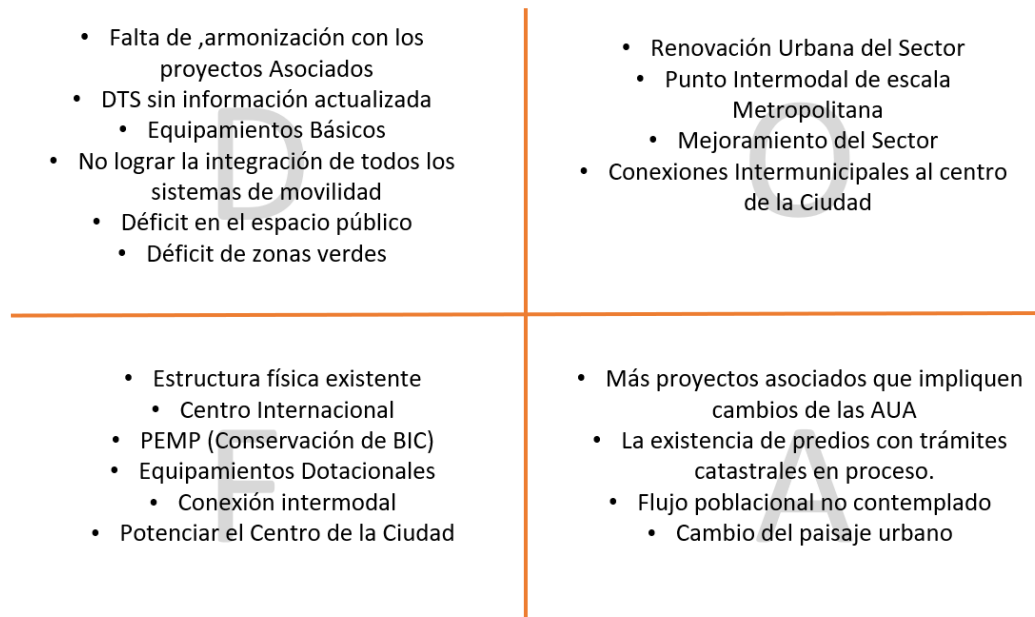 • Falta de ,armonización con los
proyectos Asociados
• DTS sin información actualizada
• Equipamientos Básicos
• No lograr la integración de todos los
sistemas de movilidad
• Déficit en el espacio público
• Déficit de zonas verdes
D
• Renovación Urbana del Sector
• Punto Intermodal de escala
Metropolitana
• Mejoramiento del Sector
• Conexiones Intermunicipales al centro
de la Ciudad
O
• Estructura física existente
• Centro Internacional
• PEMP (Conservación de BIC)
• Equipamientos Dotacionales
• Conexión intermodal
• Potenciar el Centro de la Ciudad
F
• Más proyectos asociados que impliquen
cambios de las AUA
• La existencia de predios con trámites
catastrales en proceso.
• Flujo poblacional no contemplado
• Cambio del paisaje urbano
A